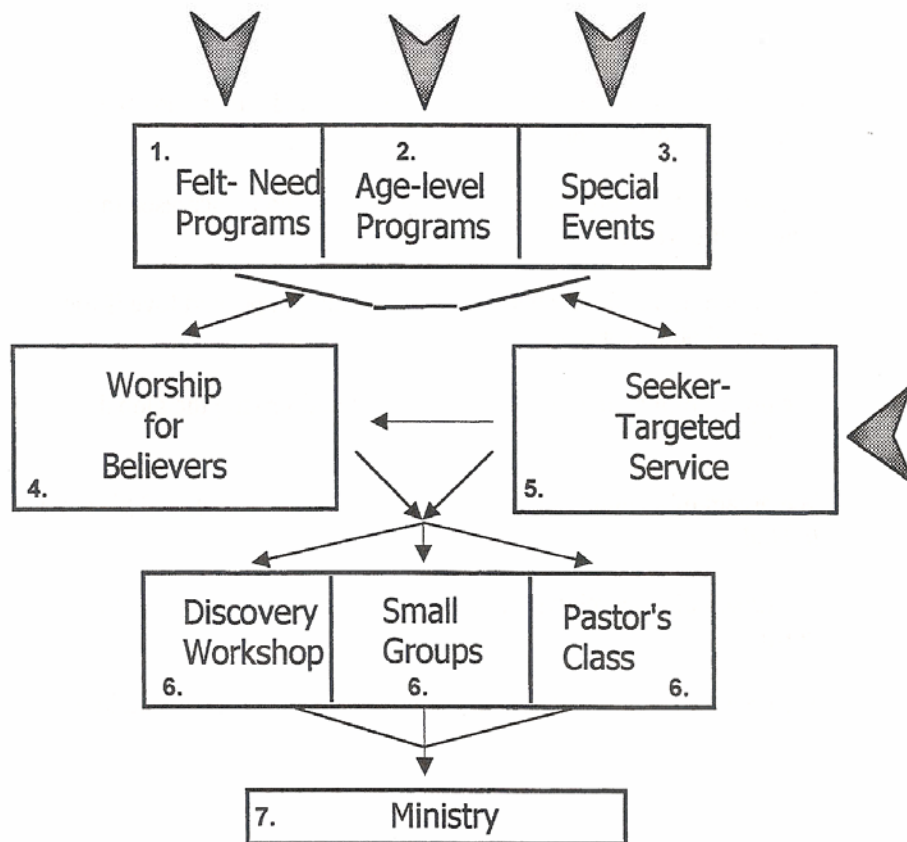 1.
Felt- Need
Programs
2.
Age-level
Programs
3.
Special
Events
Worship
for
Believers
4.
Seeker-
Targeted
Service
5.
Discovery
Workshop
6.
Small
Groups
6.
Pastor's
Class
6.
7.
Ministry